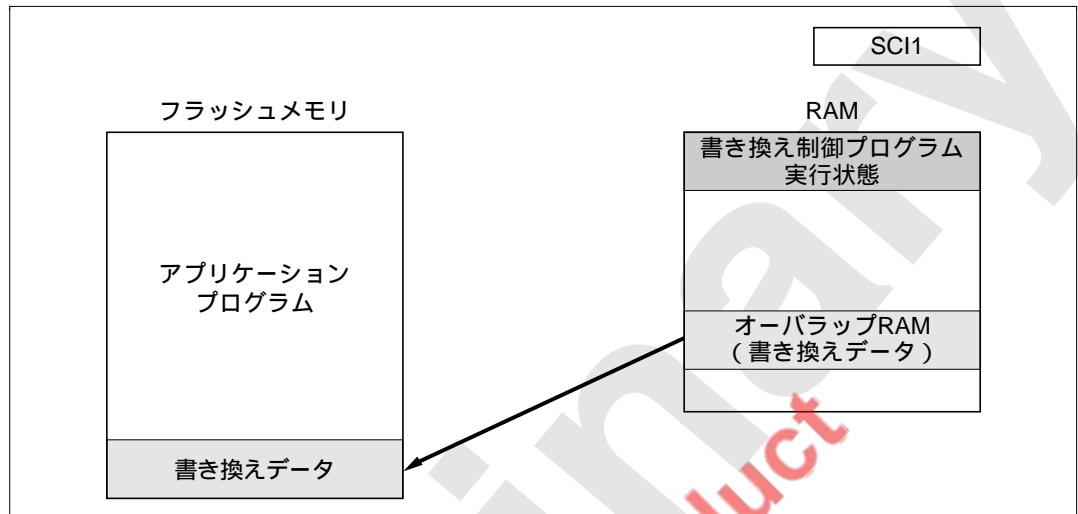 SCI1
フラッシュメモリ
RAM
書き換え制御プログラム
実行状態
アプリケーション
プログラム
オーバラップRAM
（書き換えデータ）
書き換えデータ
inary
duct